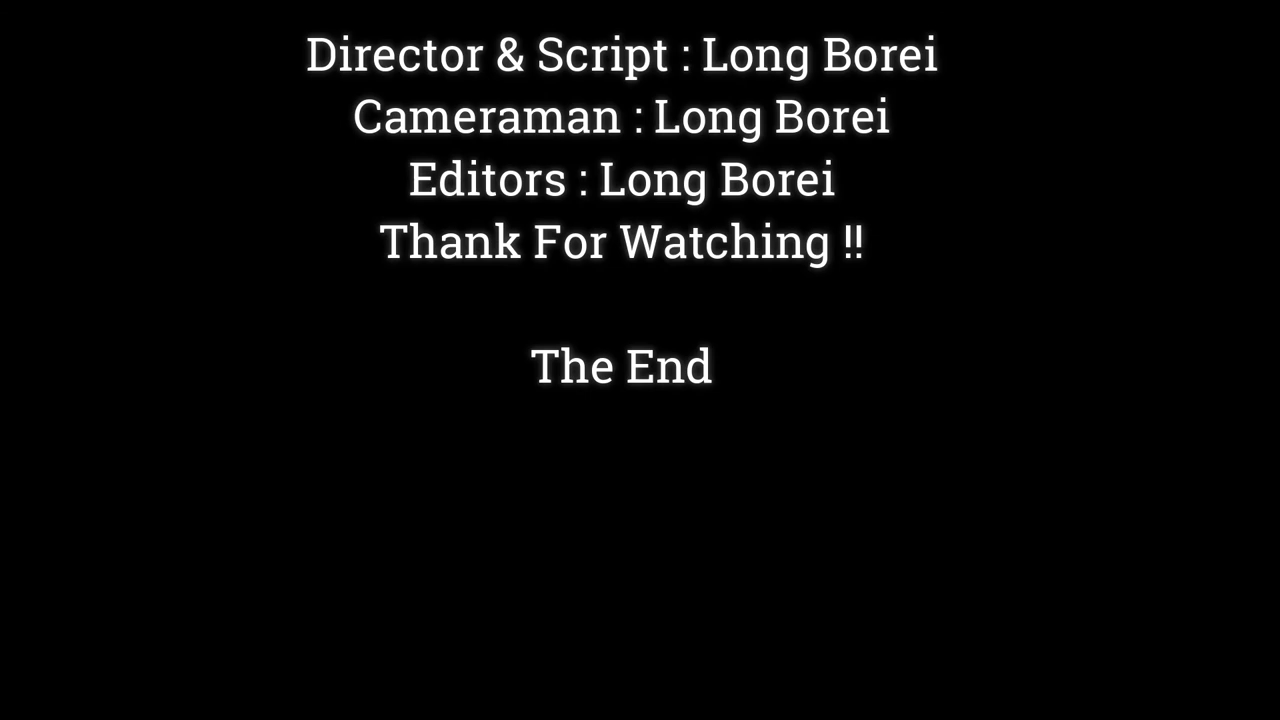 Director & Script : Long Borei
Cameraman : Long Borei
Editors : Long Borei
Thank For Watching !!
The End